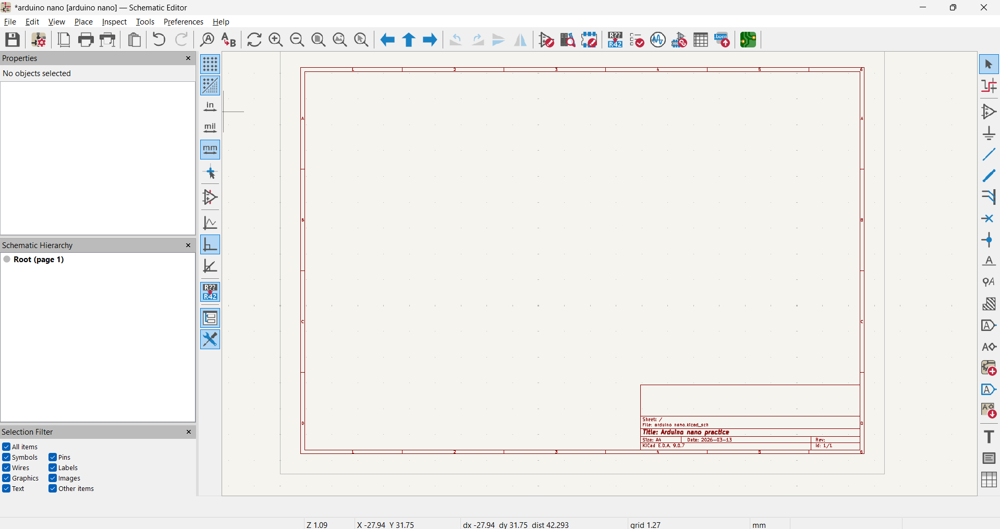 *arduino nano [arduino nano] — Schematic Editor
File Edit View Place Inspect Tools Preferences Help
A
A B
R??
R42
.bom
Properties
No objects selected
in
mil
mm
R??
R42
Schematic Hierarchy
Root (page 1)
Selection Filter
All items
Symbols Pins
Wires Labels
Graphics Images
Text Other items
1 2 3 4 5 6
A A
B B
C C
D D
Sheet: /
File: arduino nano.kicad_sch
Title: Arduino nano practice
Size: A4 Date: 2026-03-13 Rev:
KiCad E.D.A. 9.0.7 Id: 1/1
1 2 3 4 5 6
A
A
A
A
A
A
T
Z 1.09 X -27.94 Y 31.75 dx -27.94 dy 31.75 dist 42.293 grid 1.27 mm